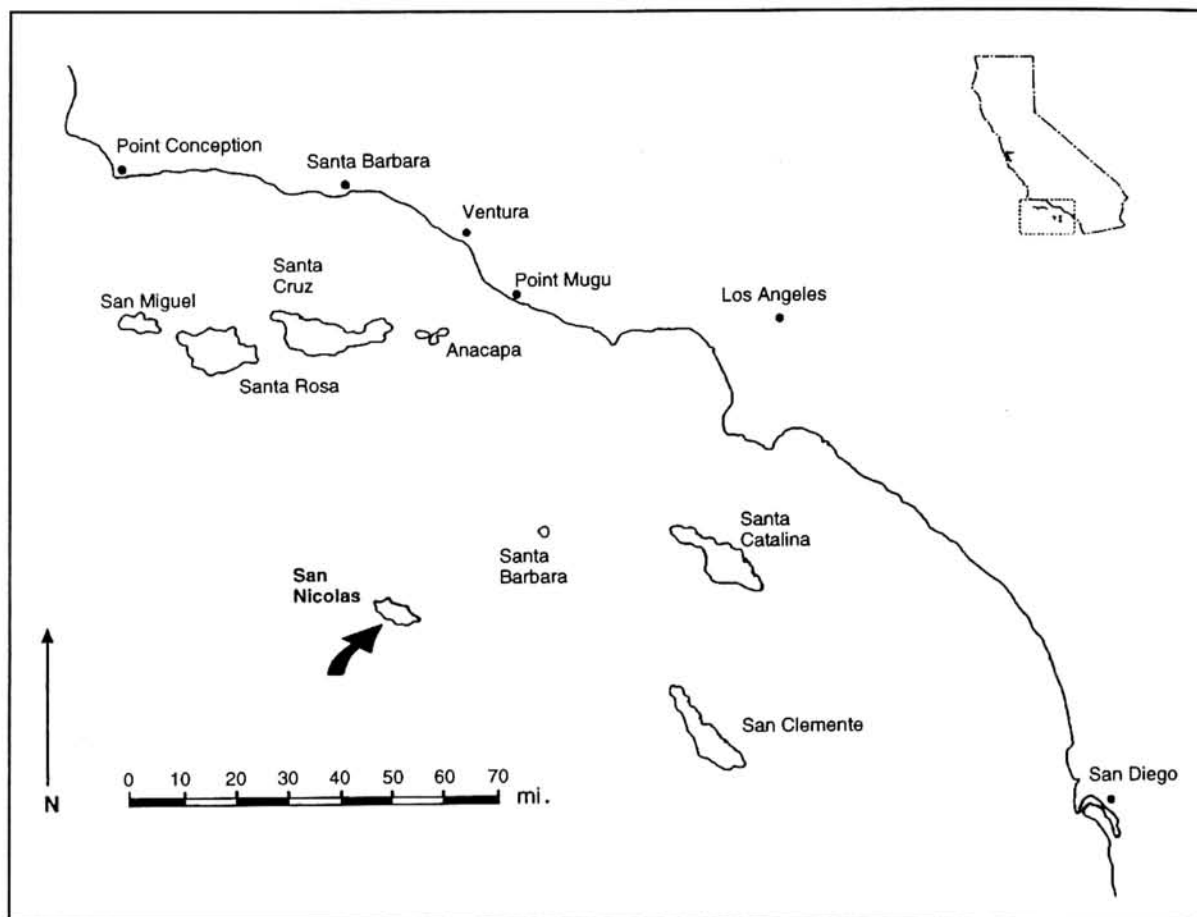 Point Conception
Santa Barbara
Ventura
Point Mugu
Los Angeles
San Miguel
Santa
Cruz
Anacapa
Santa Rosa
Santa
Barbara
Santa
Catalina
San
Nicolas
San Clemente
San Diego
N
0 10 20 30 40 50 60 70
mi.